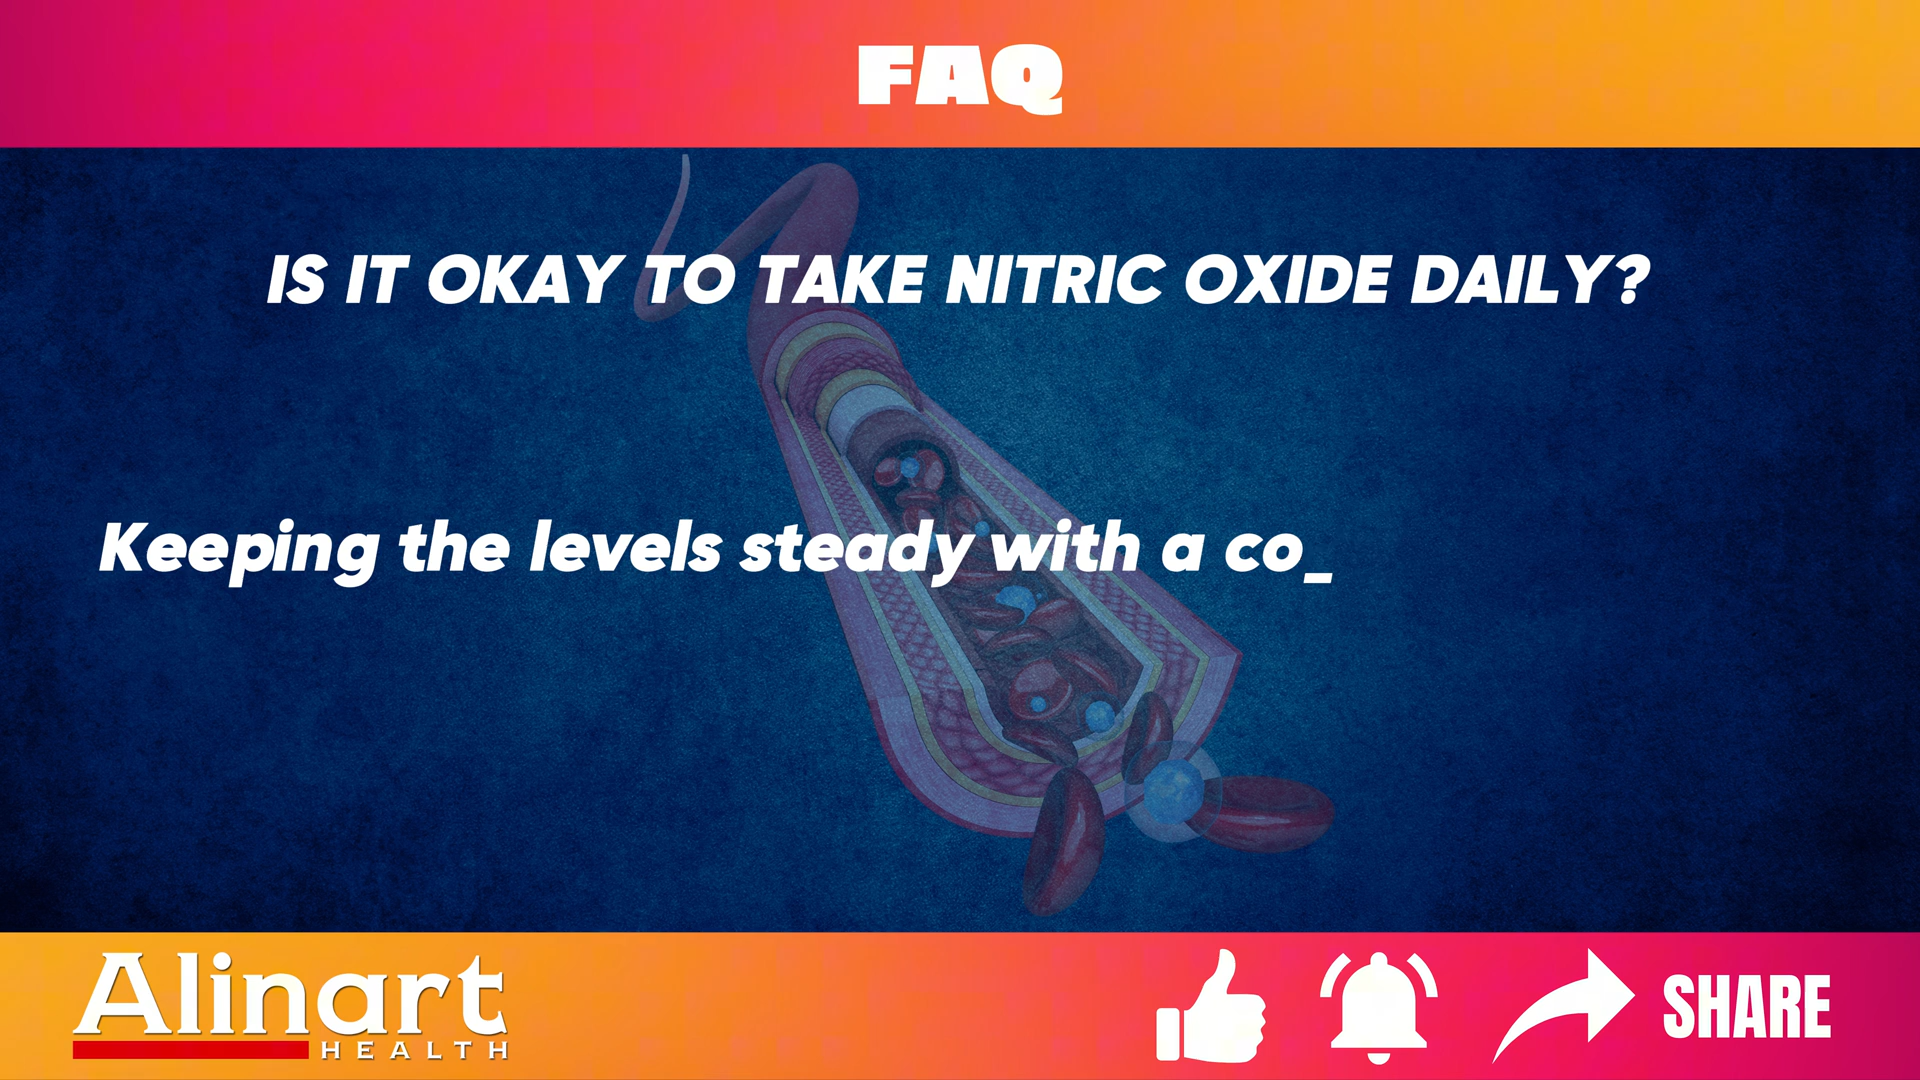 FAQ
IS IT OKAY TO TAKE NITRIC OXIDE DAILY?
Keeping the levels steady with a co_
Alinart
HEALTH
SHARE